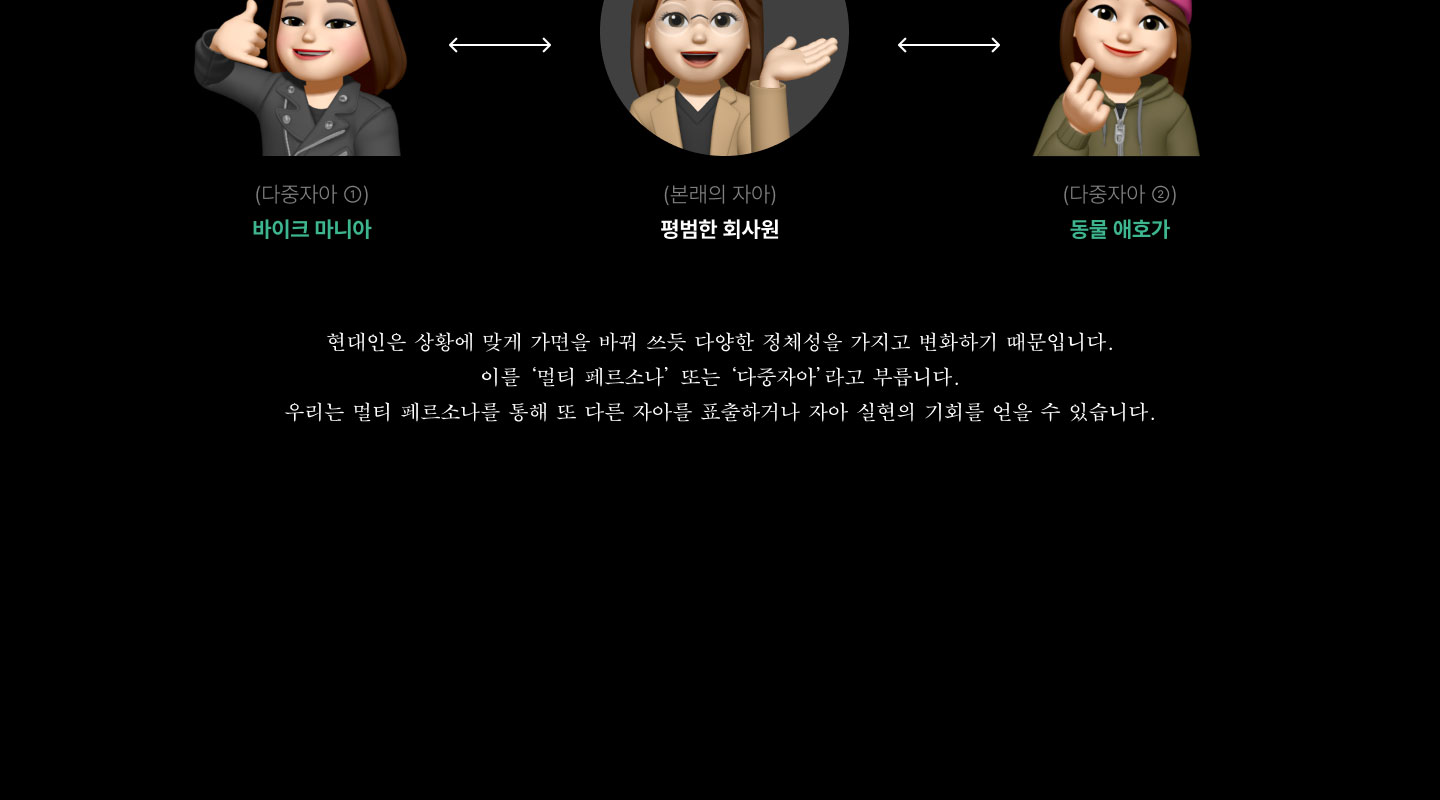 (다중자아 ①)
바이크 마니아
(본래의 자아)
평범한 회사원
(다중자아 ②)
동물 애호가
현대인은 상황에 맞게 가면을 바꿔 쓰듯 다양한 정체성을 가지고 변화하기 때문입니다.
이를 ‘멀티 페르소나’ 또는 ‘다중자아’라고 부릅니다.
우리는 멀티 페르소나를 통해 또 다른 자아를 표출하거나 자아 실현의 기회를 얻을 수 있습니다.